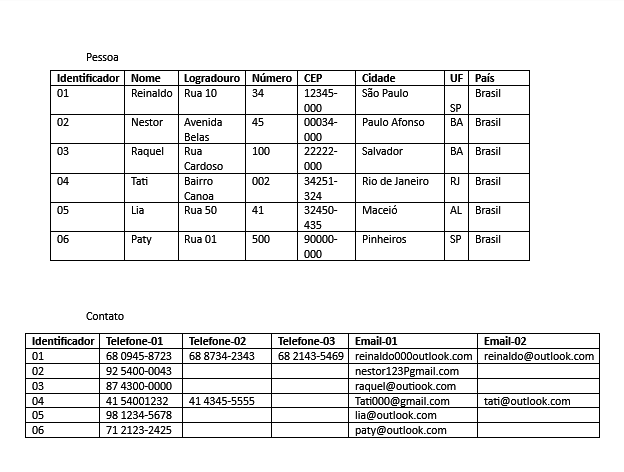 Pessoa
Identificador Nome Logradouro Número CEP Cidade UF País
01 Reinaldo Rua 10 34 12345- São Paulo Brasil
000 SP
02 Nestor Avenida 45 00034- Paulo Afonso BA Brasil
Belas 000
03 Raquel Rua 100 22222- Salvador BA Brasil
Cardoso 000
04 Tati Bairro 002 34251- Rio de Janeiro RJ Brasil
Canoa 324
05 Lia Rua 50 41 32450- Maceió AL Brasil
435
06 Paty Rua 01 500 90000- Pinheiros SP Brasil
000
Contato
Identificador Telefone-01 Telefone-02 Telefone-03 Email-01 Email-02
01 68 0945-8723 68 8734-2343 68 2143-5469 reinaldo000outlook.com reinaldo@outlook.com
02 92 5400-0043 nestor123Pgmail.com
03 87 4300-0000 raquel@outiook.com
04 41 54001232 41 4345-5555 Tati000@gmail.com tati@outlook.com
05 98 1234-5678 lia@outlook.com
06 71 2123-2425 paty@outlook.com